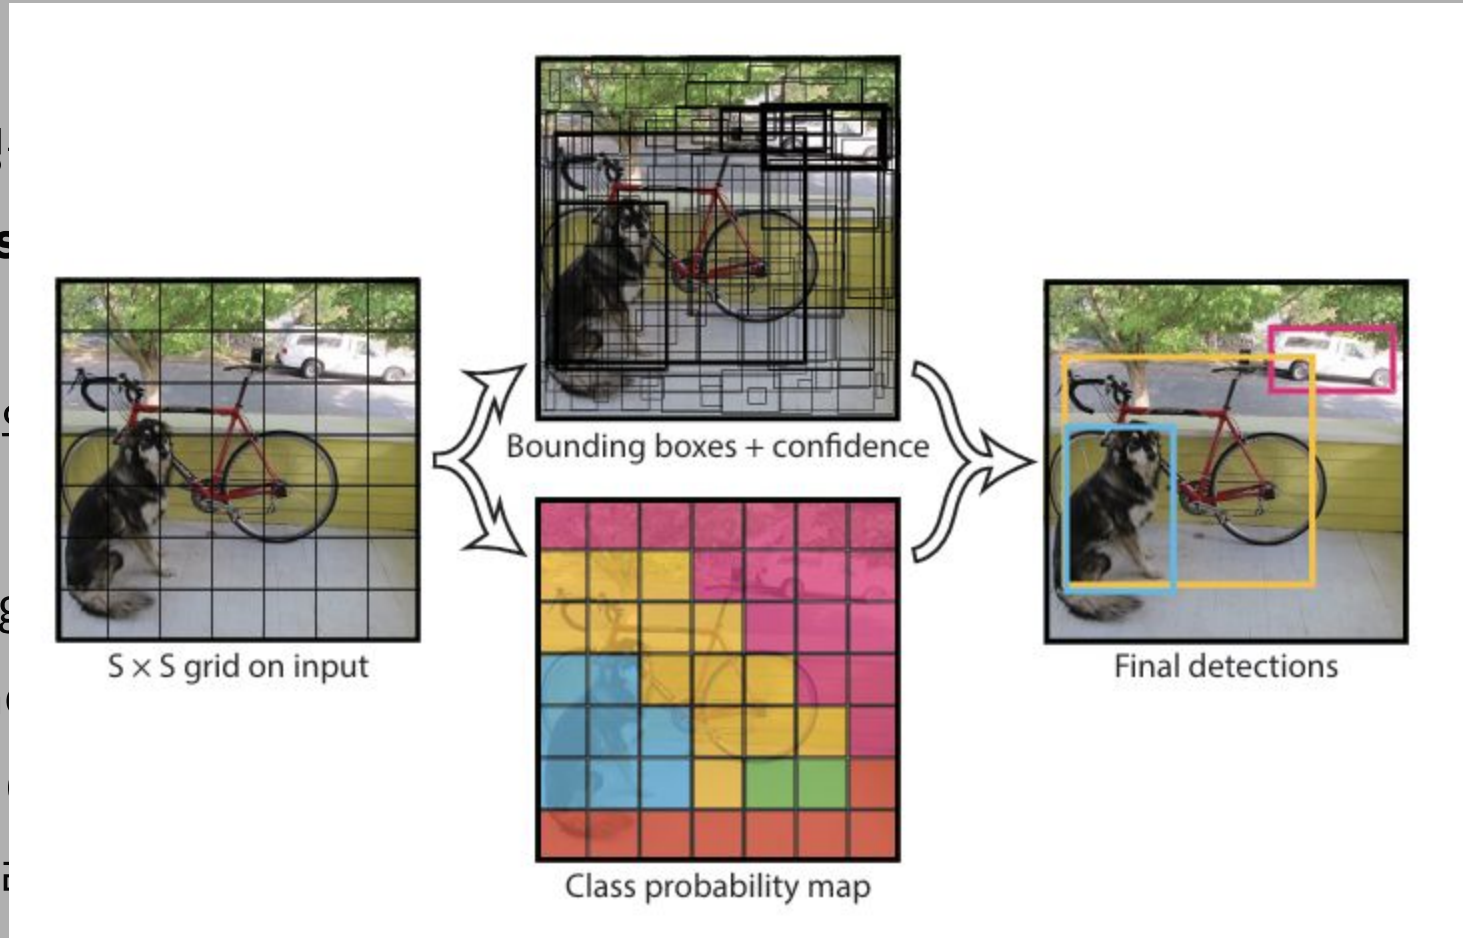 S × S grid on input
Bounding boxes + confidence
Class probability map
Final detections